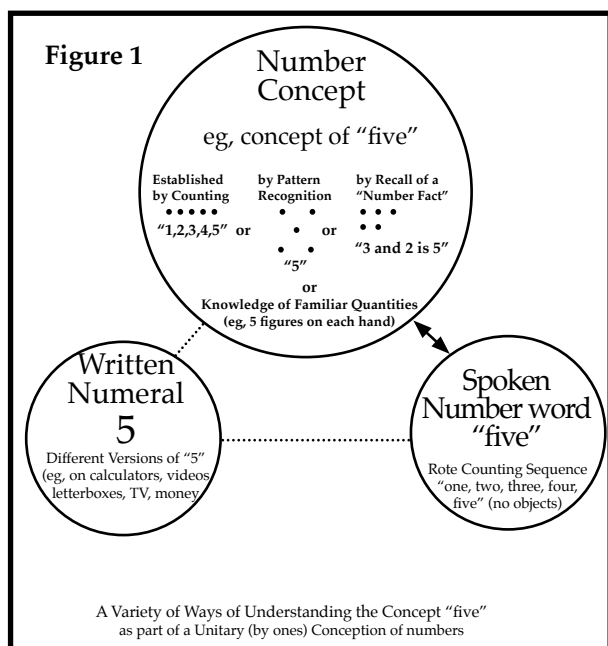 Figure 1
Number
Concept
eg, concept of “five”
Established
by Counting
“1,2,3,4,5”
or
by Pattern
Recognition
“5”
or
by Recall of a
“Number Fact”
“3 and 2 is 5”
or
Knowledge of Familiar Quantities
(eg, 5 figures on each hand)
Written
Numeral
5
Different Versions of “5”
(eg, on calculators, videos
letterboxes, TV, money
Spoken
Number word
“five”
Rote Counting Sequence
“one, two, three, four,
five” (no objects)
A Variety of Ways of Understanding the Concept “five”
as part of a Unitary (by ones) Conception of numbers